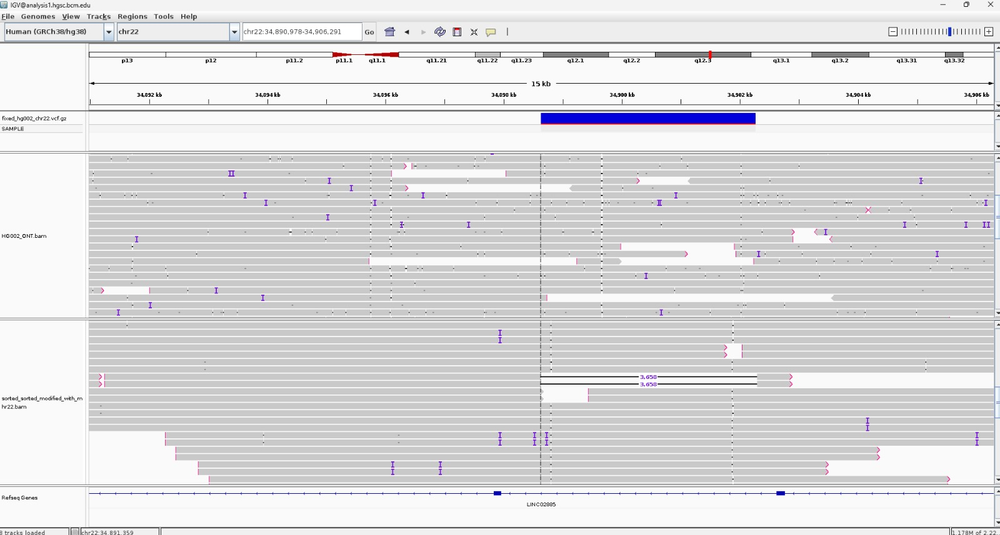 IGV@analysis1.hgsc.bcm.edu
File Genomes View Tracks Regions Tools Help
Human (GRCh38/hg38) chr22 chr22:34,890,978-34,906,291 Go
p13 p12 p11.2 p11.1 q11.1 q11.21 q11.22 q11.23 q12.1 q12.2 q12.3 q13.1 q13.2 q13.31 q13.32
15 kb
34,892 kb 34,894 kb 34,896 kb 34,898 kb 34,900 kb 34,902 kb 34,904 kb 34,906 kb
fixed_hg002_chr22.vcf.gz
SAMPLE
HG002_ONT.bam
3,658
3,658
sorted_sorted_modified_with_m
hr22.bam
Refseq Genes
LINC02885
8 tracks loaded chr22:34,891,359 1,178M of 2,22